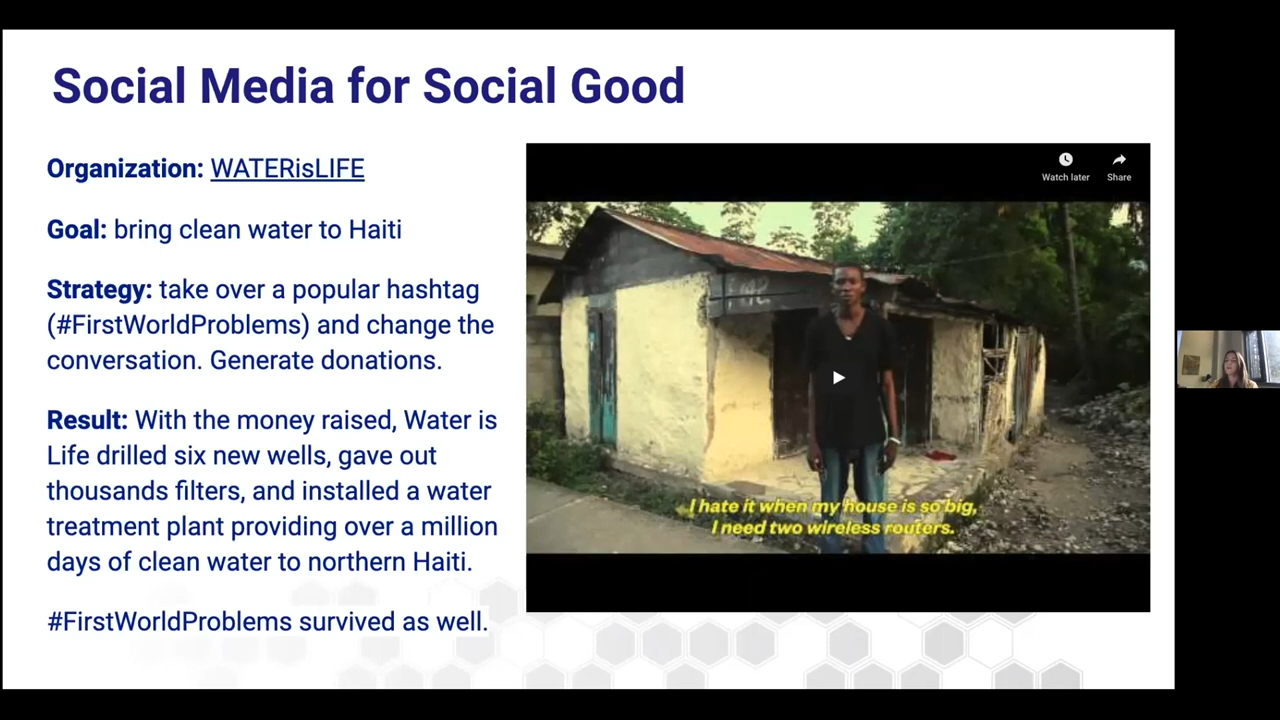 Social Media for Social Good
Organization: WATERisLIFE
Goal: bring clean water to Haiti
Strategy: take over a popular hashtag
(#FirstWorldProblems) and change the
conversation. Generate donations.
Result: With the money raised, Water is
Life drilled six new wells, gave out
thousands filters, and installed a water
treatment plant providing over a million
days of clean water to northern Haiti.
#FirstWorldProblems survived as well.
Watch later
Share
I hate it when my house is so big,
I need two wireless routers.